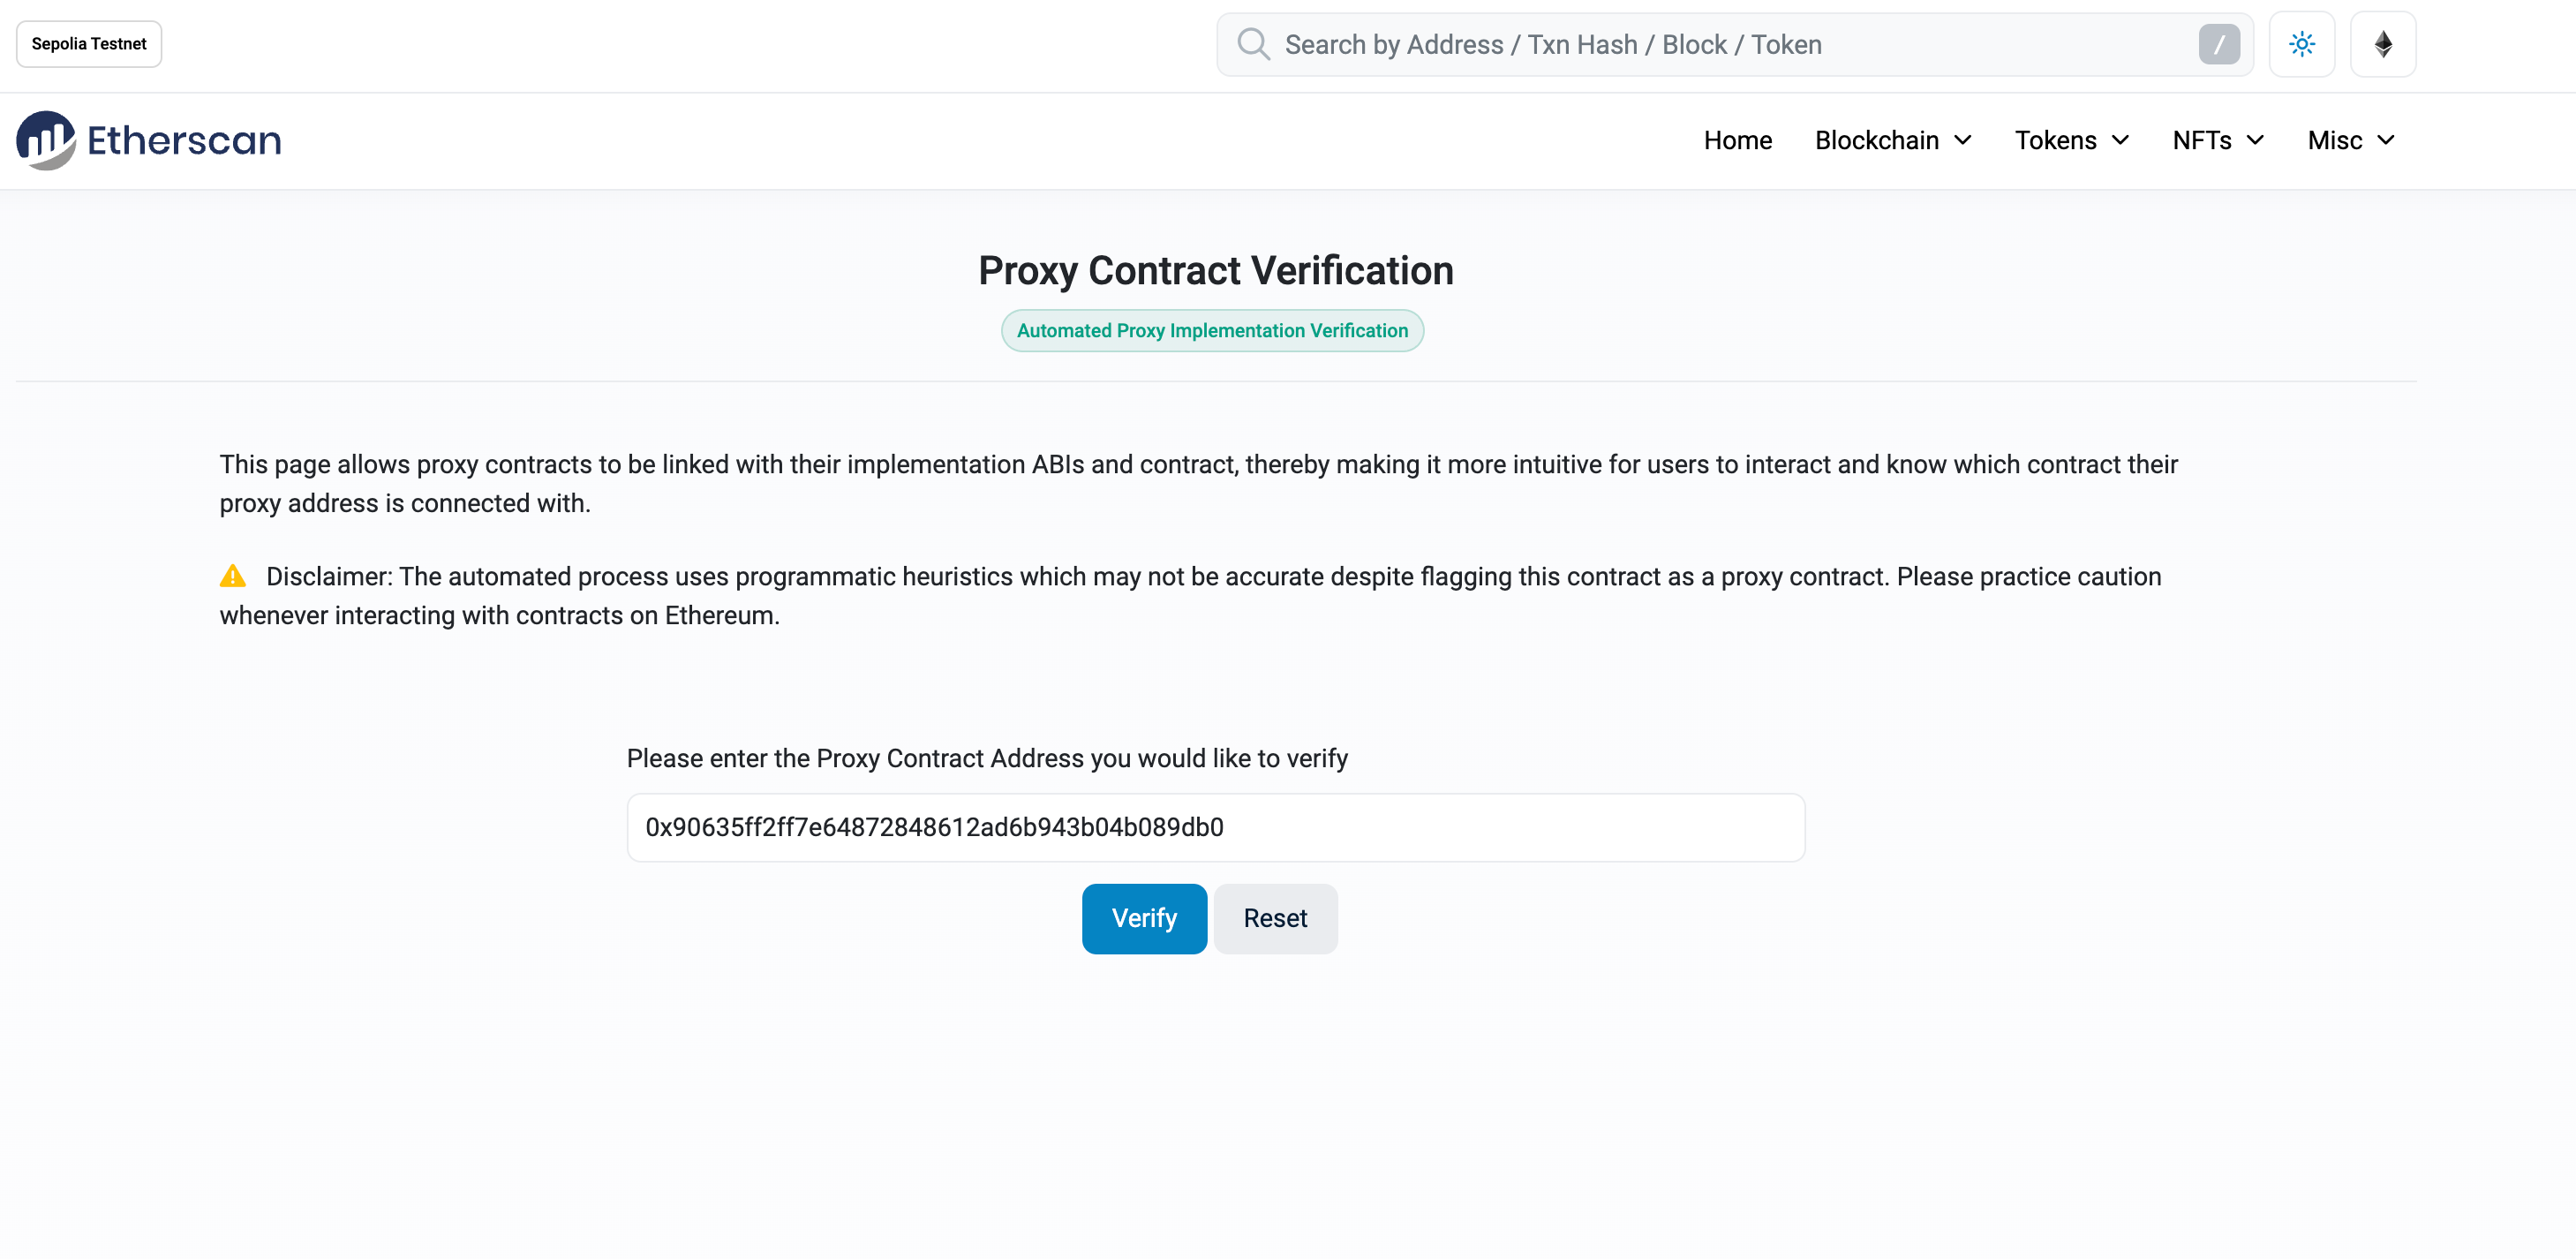 Sepolia Testnet
Search by Address / Txn Hash / Block / Token
/
Etherscan
Home Blockchain Tokens NFTs Misc
Proxy Contract Verification
Automated Proxy Implementation Verification
This page allows proxy contracts to be linked with their implementation ABIs and contract, thereby making it more intuitive for users to interact and know which contract their
proxy address is connected with.
Disclaimer: The automated process uses programmatic heuristics which may not be accurate despite flagging this contract as a proxy contract. Please practice caution
whenever interacting with contracts on Ethereum.
Please enter the Proxy Contract Address you would like to verify
0x90635ff2ff7e64872848612ad6b943b04b089db0
Verify Reset